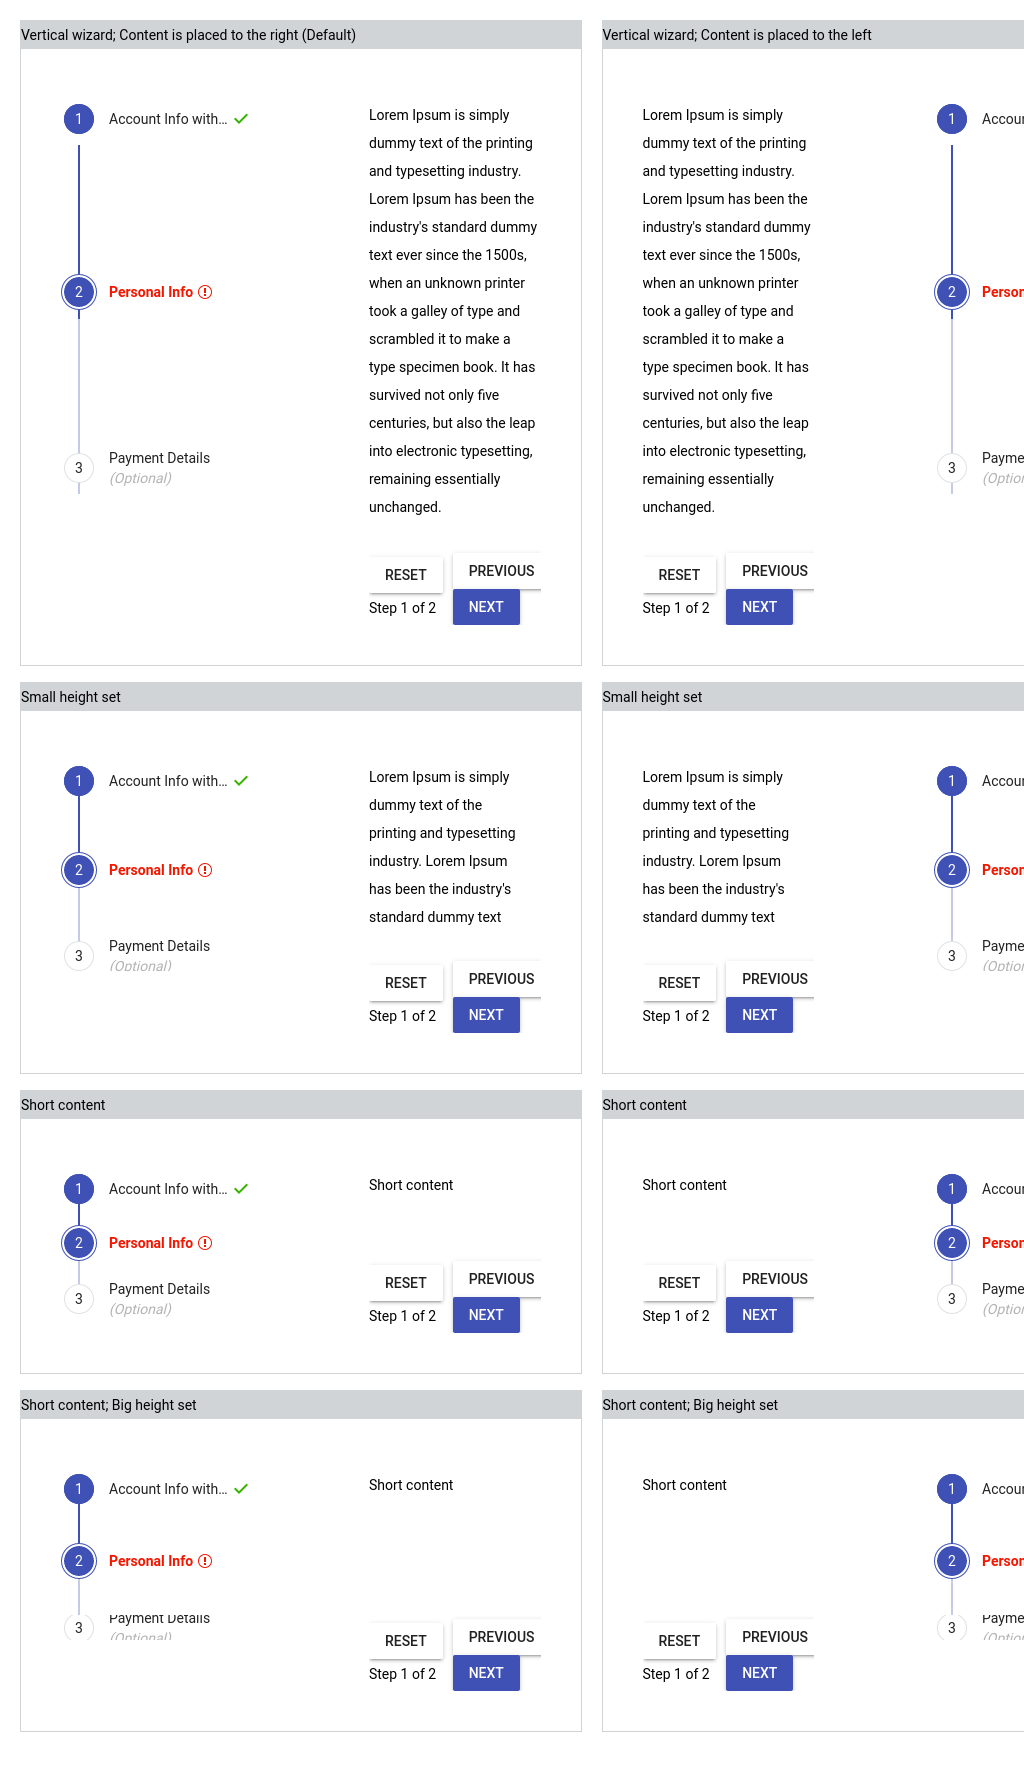 Vertical wizard; Content is placed to the right (Default)
1 Account Info with...
2 Personal Info
3 Payment Details
(Optional)
Lorem Ipsum is simply
dummy text of the printing
and typesetting industry.
Lorem Ipsum has been the
industry's standard dummy
text ever since the 1500s,
when an unknown printer
took a galley of type and
scrambled it to make a
type specimen book. It has
survived not only five
centuries, but also the leap
into electronic typesetting,
remaining essentially
unchanged.
RESET PREVIOUS
Step 1 of 2 NEXT
Vertical wizard; Content is placed to the left
Lorem Ipsum is simply
dummy text of the printing
and typesetting industry.
Lorem Ipsum has been the
industry's standard dummy
text ever since the 1500s,
when an unknown printer
took a galley of type and
scrambled it to make a
type specimen book. It has
survived not only five
centuries, but also the leap
into electronic typesetting,
remaining essentially
unchanged.
RESET PREVIOUS
Step 1 of 2 NEXT
1
2
3
Small height set
1 Account Info with...
2 Personal Info
3 Payment Details
(Optional)
Lorem Ipsum is simply
dummy text of the
printing and typesetting
industry. Lorem Ipsum
has been the industry's
standard dummy text
RESET PREVIOUS
Step 1 of 2 NEXT
Small height set
Lorem Ipsum is simply
dummy text of the
printing and typesetting
industry. Lorem Ipsum
has been the industry's
standard dummy text
RESET PREVIOUS
Step 1 of 2 NEXT
1
2
3
Short content
1 Account Info with...
2 Personal Info
3 Payment Details
(Optional)
Short content
RESET PREVIOUS
Step 1 of 2 NEXT
Short content
Short content
RESET PREVIOUS
Step 1 of 2 NEXT
1
2
3
Short content; Big height set
1 Account Info with...
2 Personal Info
3 Payment Details
(Optional)
Short content
RESET PREVIOUS
Step 1 of 2 NEXT
Short content; Big height set
Short content
RESET PREVIOUS
Step 1 of 2 NEXT
1
2
3